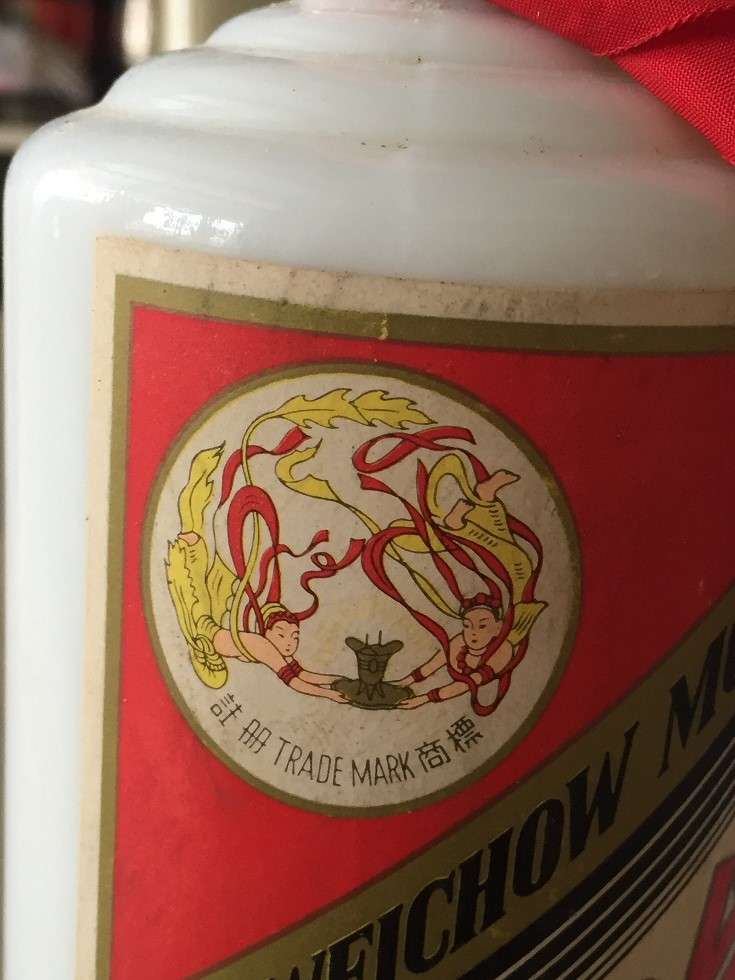 註冊 TRADE MARK 商標
WEICHOW M